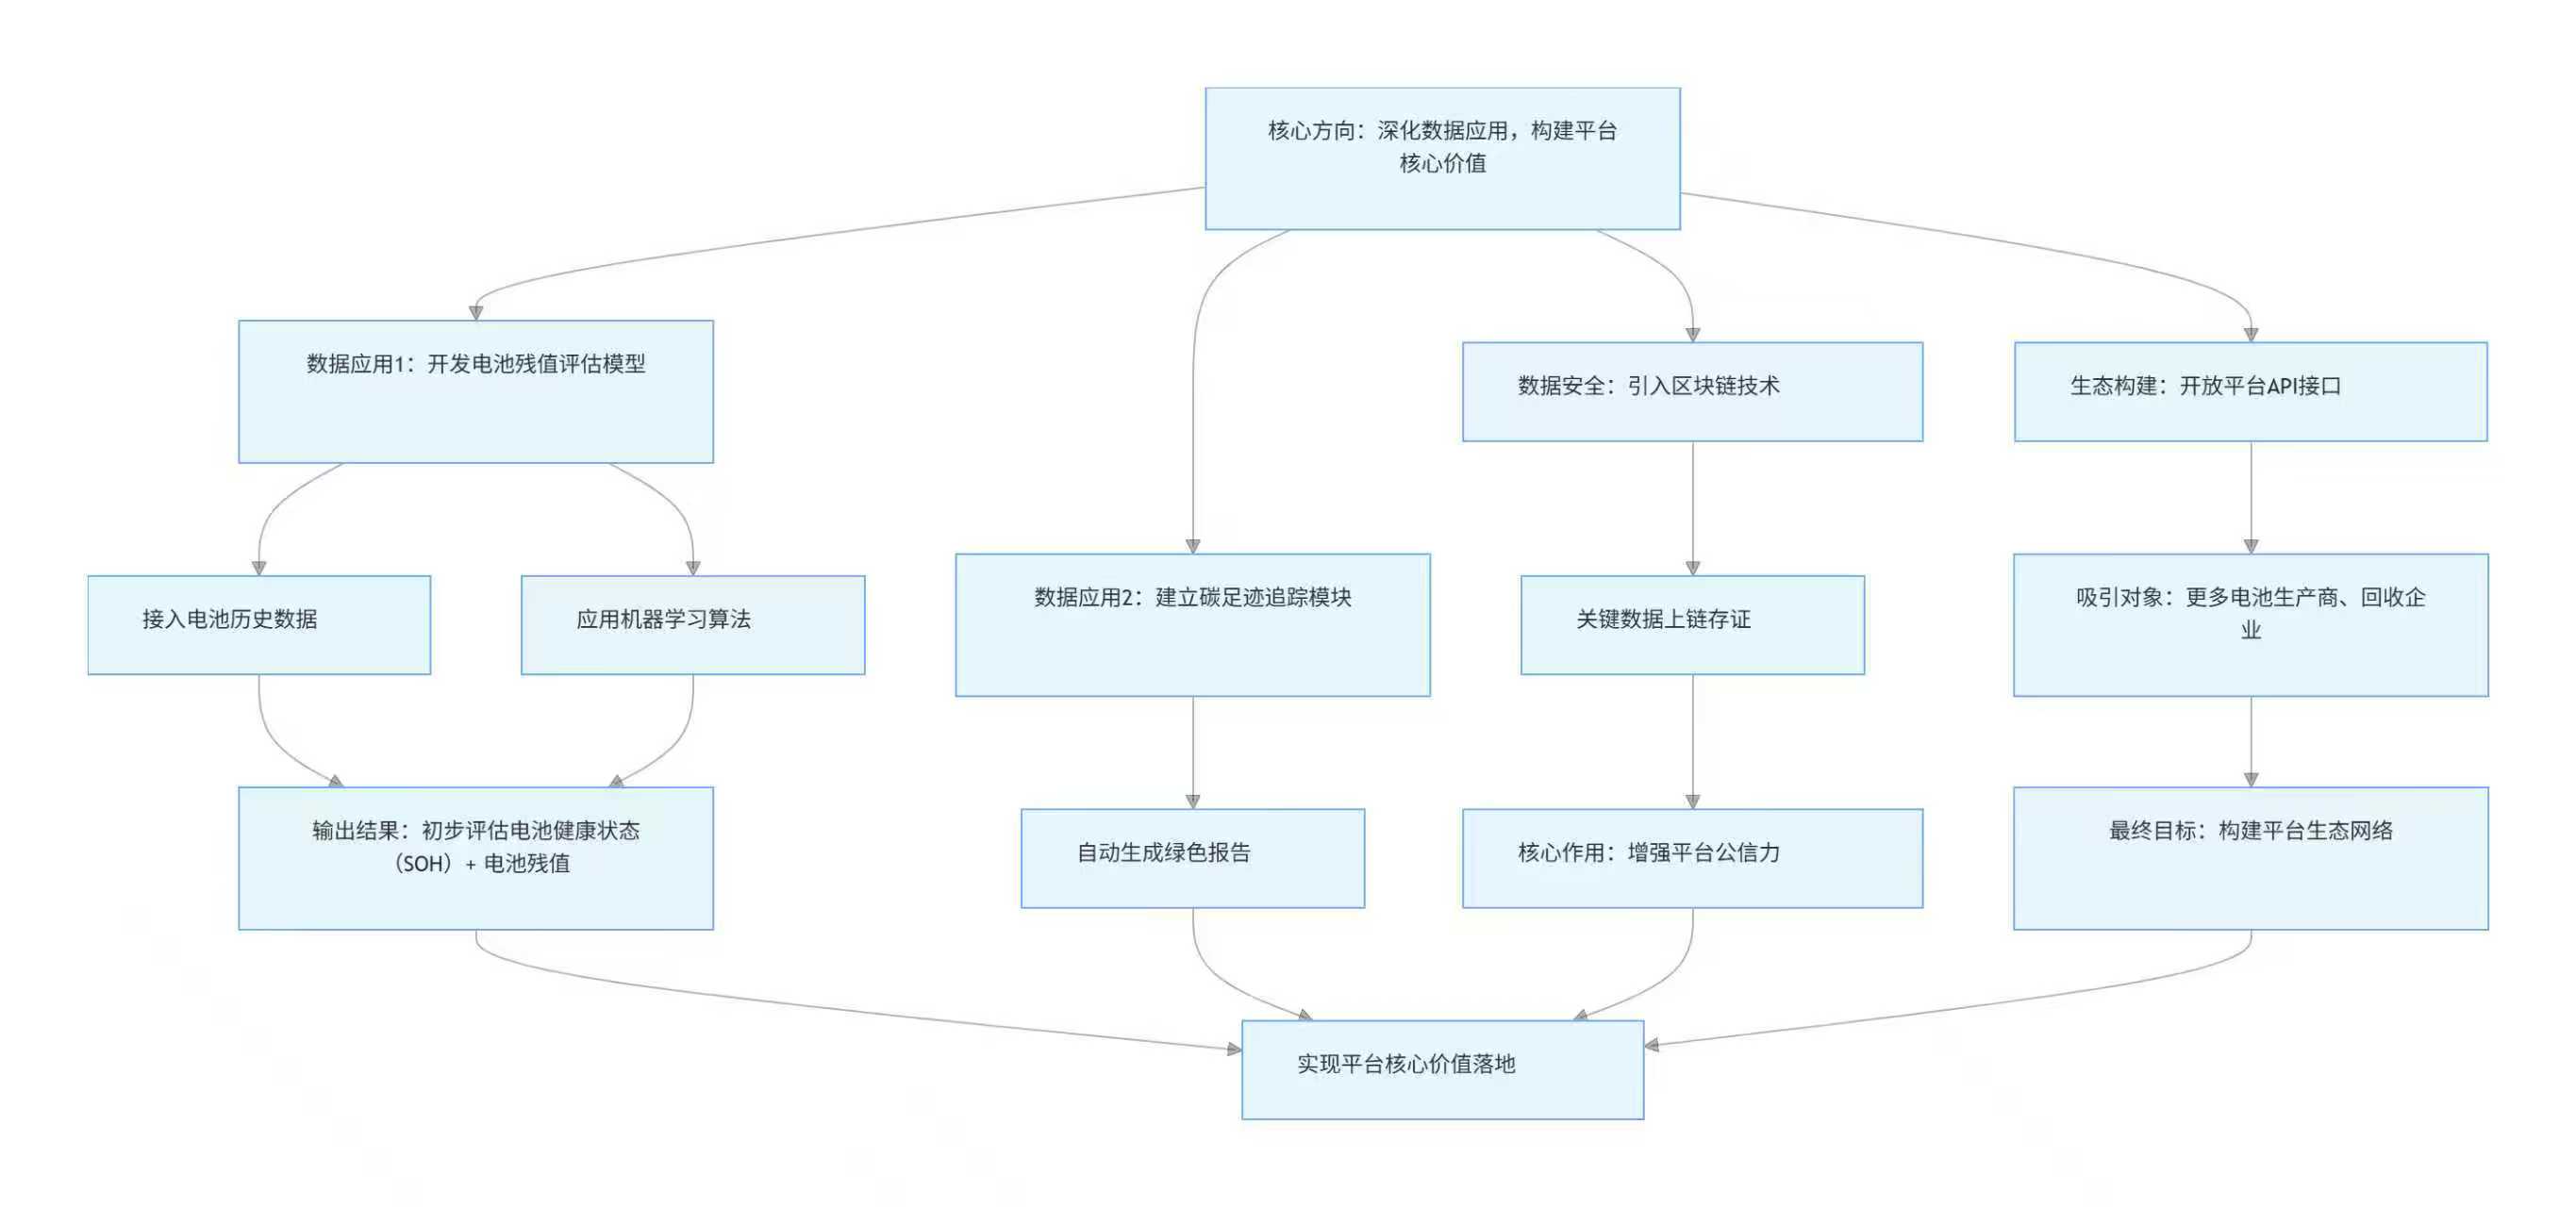 核心方向：深化数据应用，构建平台
核心价值
数据应用1：开发电池残值评估模型
数据安全：引入区块链技术
生态构建：开放平台API接口
接入电池历史数据
应用机器学习算法
数据应用2：建立碳足迹追踪模块
关键数据上链存证
吸引对象：更多电池生产商、回收企
业
输出结果：初步评估电池健康状态
（SOH）+ 电池残值
自动生成绿色报告
核心作用：增强平台公信力
最终目标：构建平台生态网络
实现平台核心价值落地